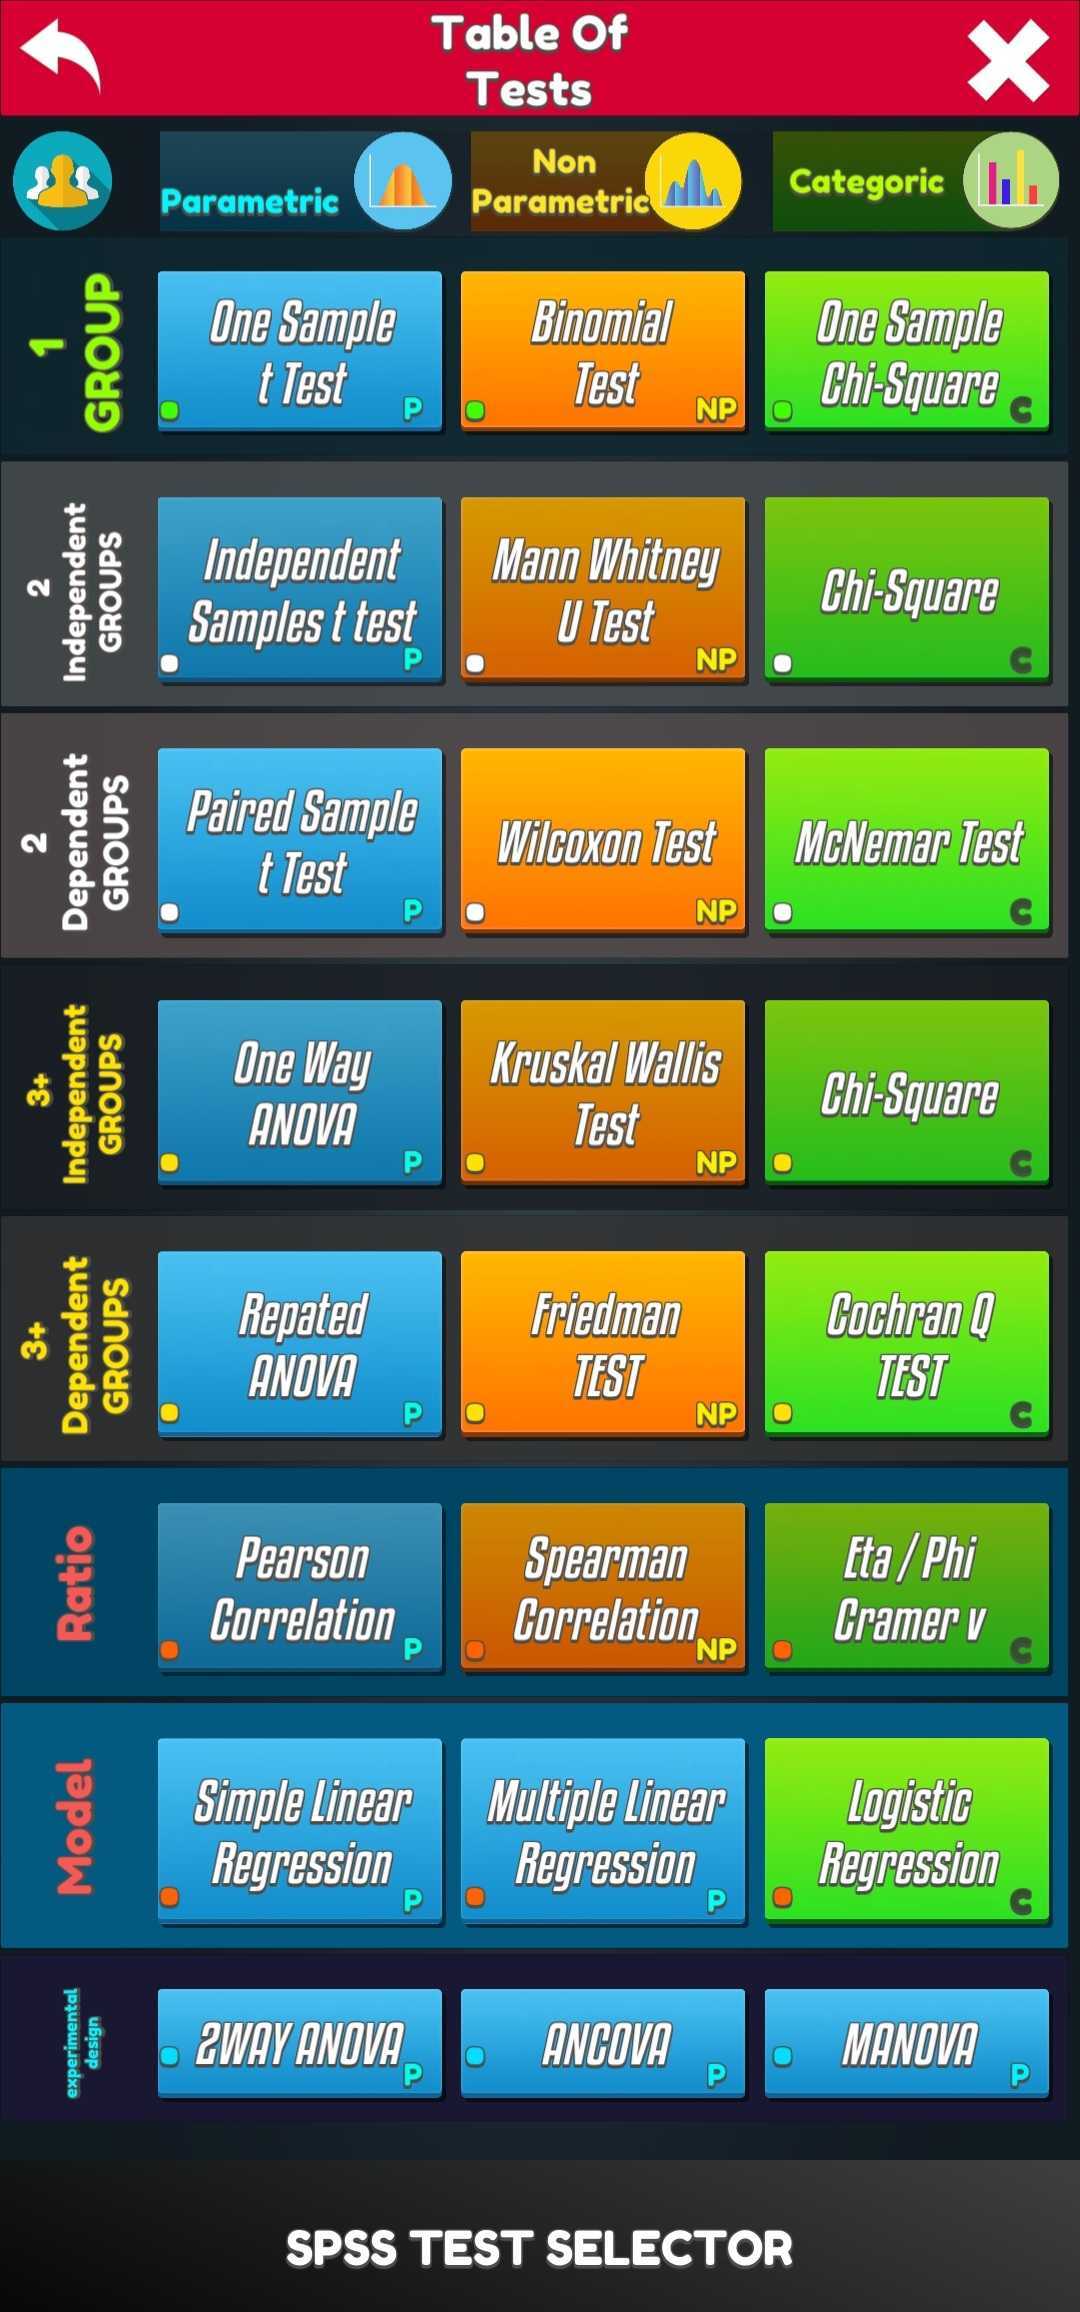 Table Of
Tests
Parametric
Non
Parametric
Categoric
1
GROUP
One Sample
t Test
P
Binomial
Test
NP
One Sample
Chi-Square
C
2
Independent
GROUPS
Independent
Samples t test
P
Mann Whitney
U Test
NP
Chi-Square
C
2
Dependent
GROUPS
Paired Sample
t Test
P
Wilcoxon Test
NP
McNemar Test
C
3+
Independent
GROUPS
One Way
ANOVA
P
Kruskal Wallis
Test
NP
Chi-Square
C
3+
Dependent
GROUPS
Repated
ANOVA
P
Friedman
TEST
NP
Cochran Q
TEST
C
Ratio
Pearson
Correlation
P
Spearman
Correlation
NP
Eta / Phi
Cramer v
C
Model
Simple Linear
Regression
P
Multiple Linear
Regression
P
Logistic
Regression
C
experimental
design
2WAY ANOVA
P
ANCOVA
P
MANOVA
P
SPSS TEST SELECTOR